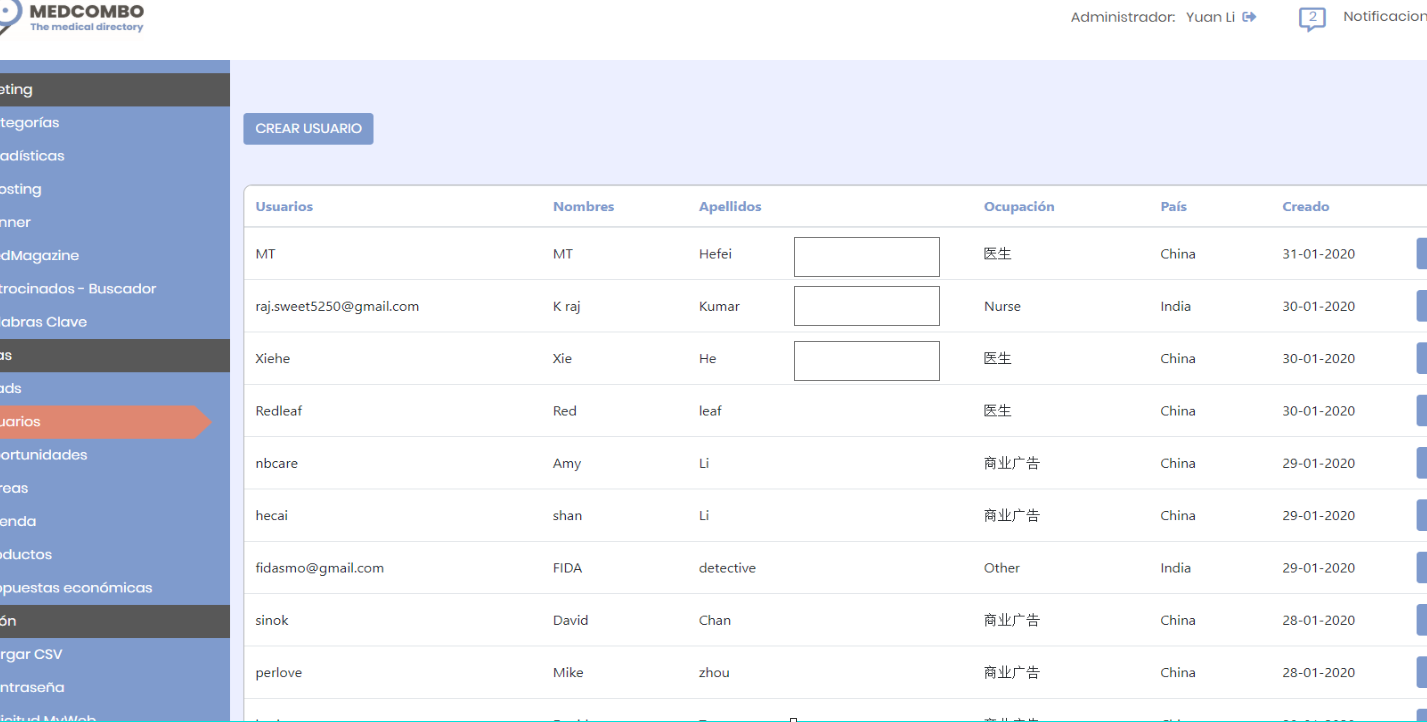 MEDCOMBO
The medical directory
Administrador: Yuan Li
2
Notificacion
eting
tegorías
adísticas
osting
nner
dMagazine
trocinados - Buscador
labras Clave
as
ads
uarios
ortunidades
reas
enda
oductos
opuestas económicas
ón
rgar CSV
ntraseña
licitud MyWeb
CREAR USUARIO
Usuarios Nombres Apellidos Ocupación País Creado
MT MT Hefei 医生 China 31-01-2020
raj.sweet5250@gmail.com K raj Kumar Nurse India 30-01-2020
Xiehe Xie He 医生 China 30-01-2020
Redleaf Red leaf 医生 China 30-01-2020
nbcare Amy Li 商业广告 China 29-01-2020
hecai shan Li 商业广告 China 29-01-2020
fidasmo@gmail.com FIDA detective Other India 29-01-2020
sinok David Chan 商业广告 China 28-01-2020
perlove Mike zhou 商业广告 China 28-01-2020